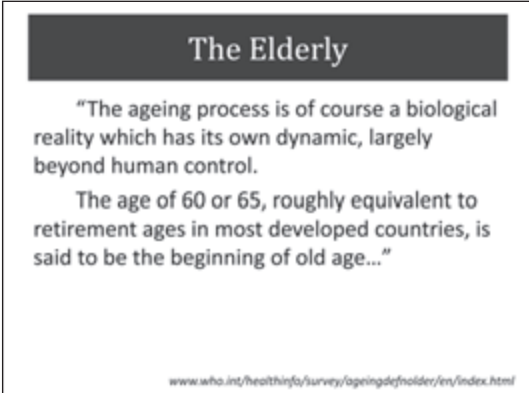 The Elderly
“The ageing process is of course a biological
reality which has its own dynamic, largely
beyond human control.
The age of 60 or 65, roughly equivalent to
retirement ages in most developed countries, is
said to be the beginning of old age…”
www.who.int/healthinfo/survey/ageingdefnolder/en/index.html